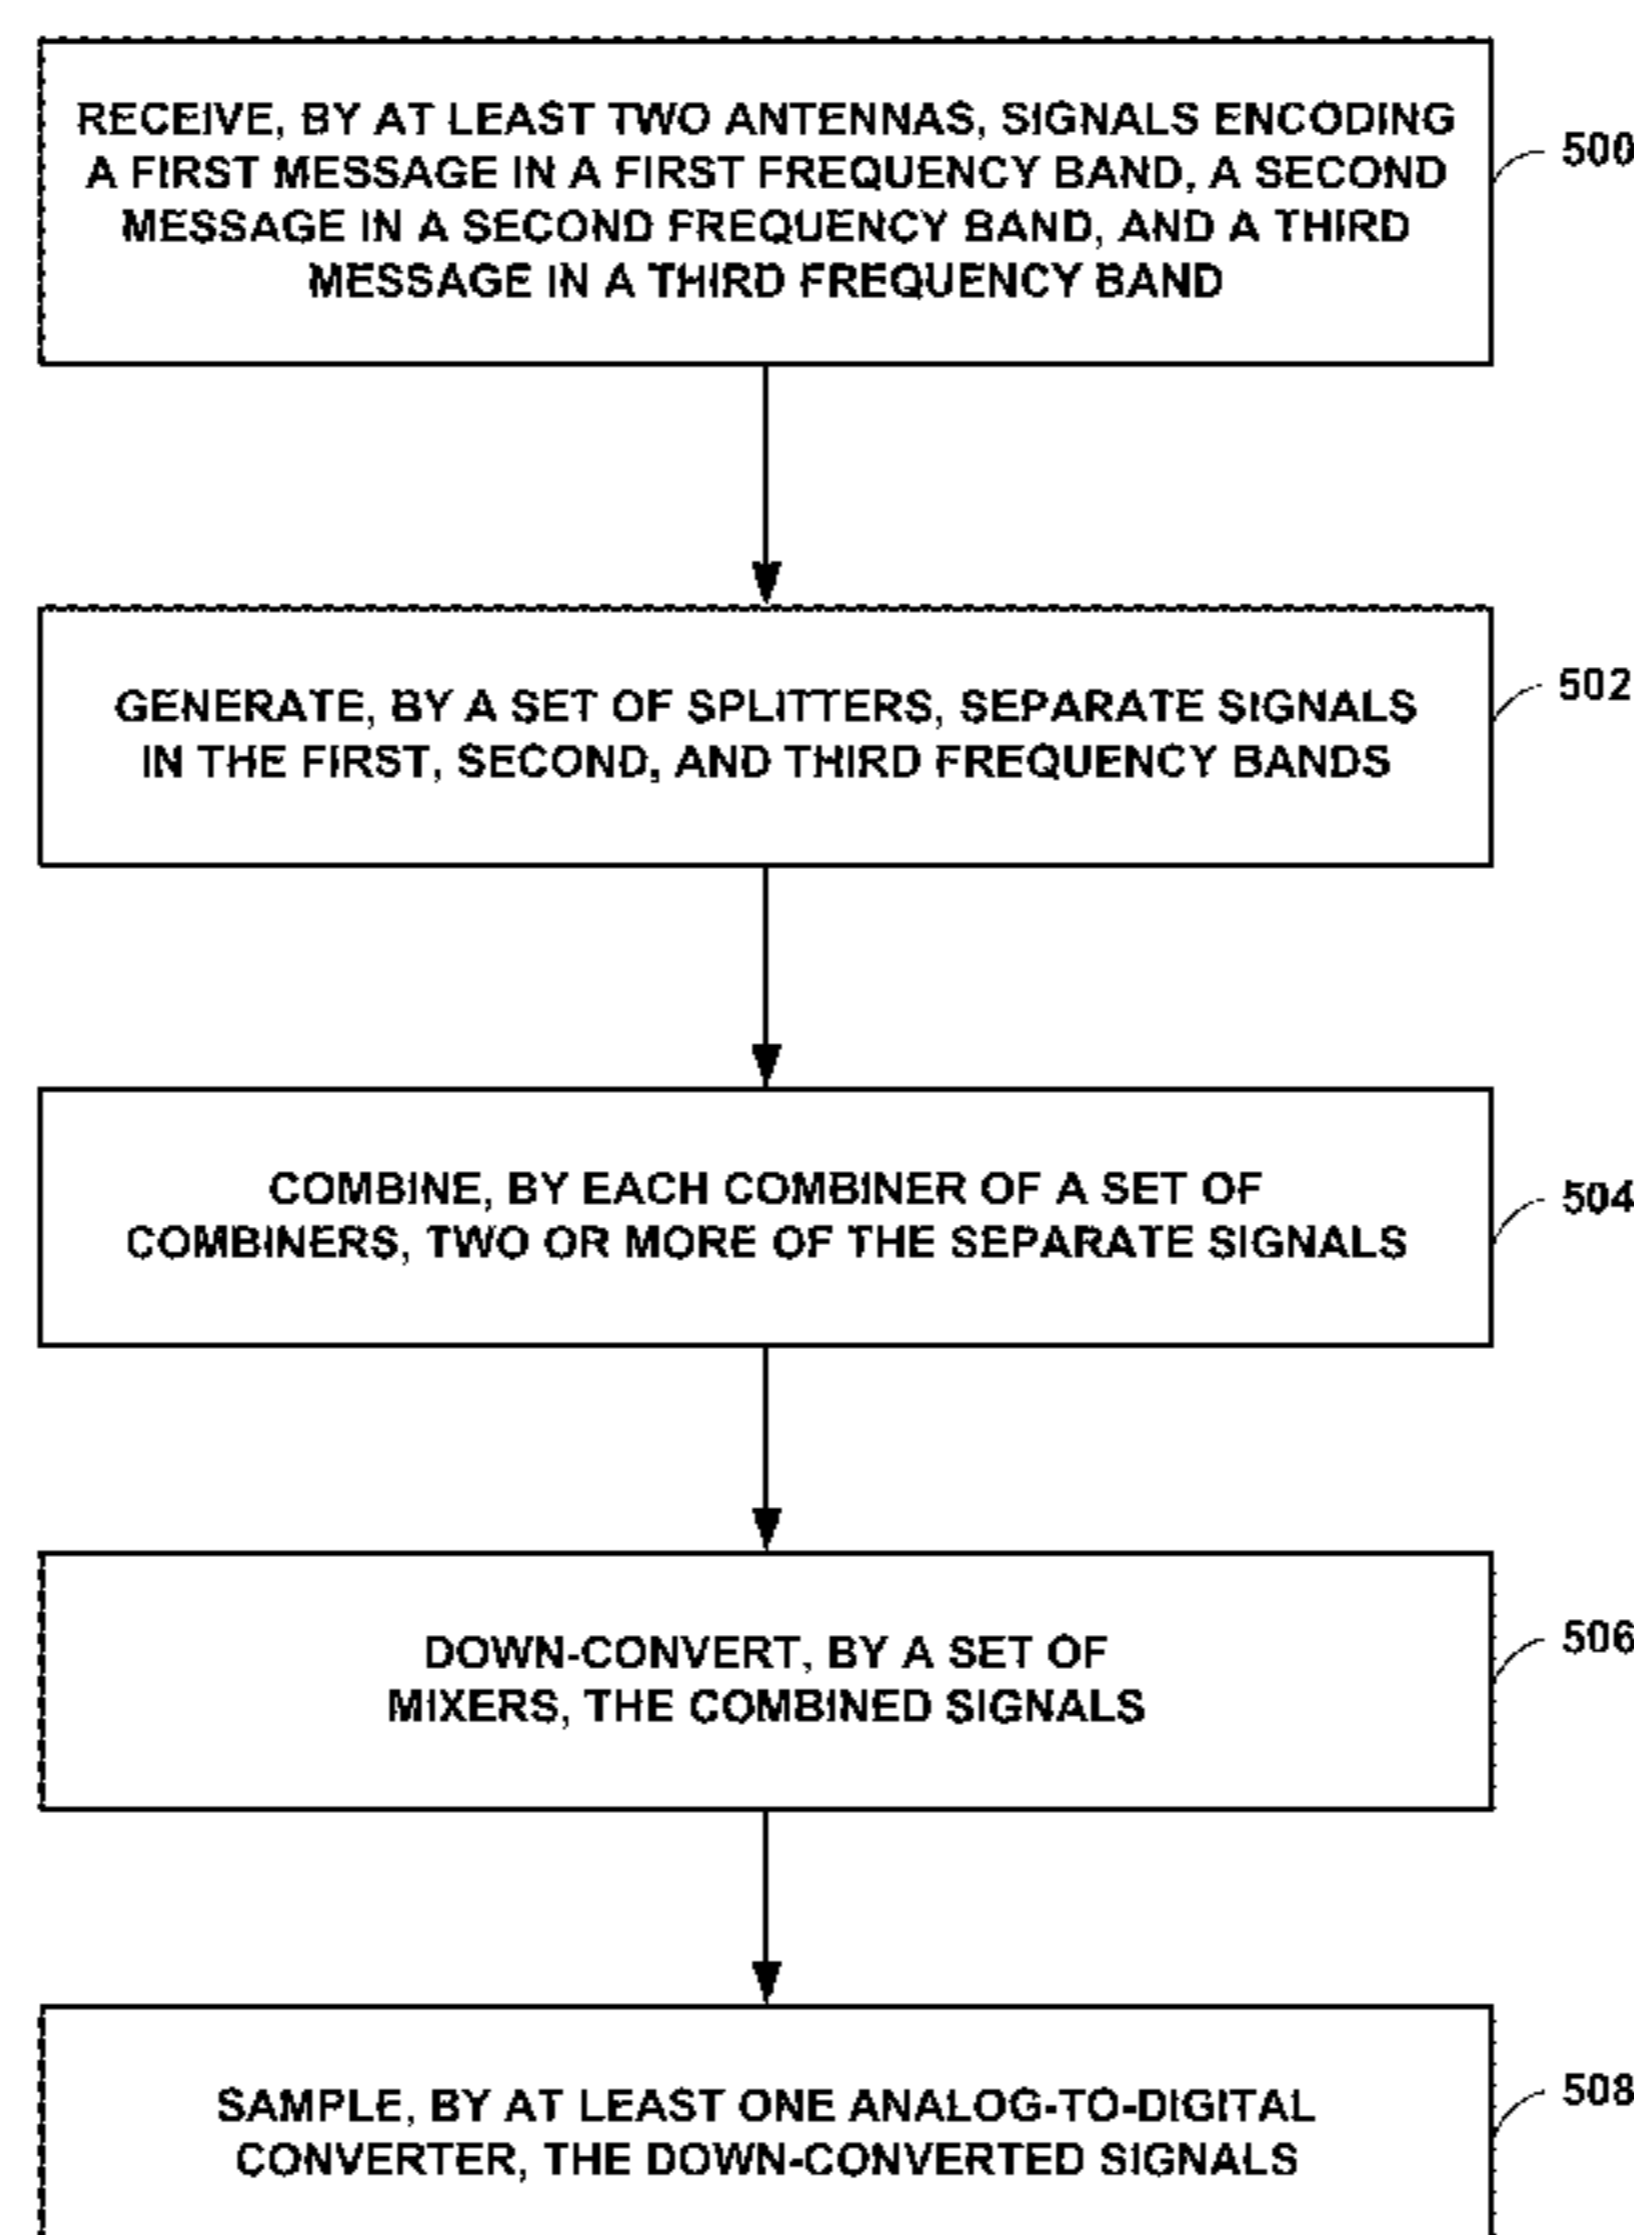 RECEIVE, BY AT LEAST TWO ANTENNAS, SIGNALS ENCODING
A FIRST MESSAGE IN A FIRST FREQUENCY BAND, A SECOND
MESSAGE IN A SECOND FREQUENCY BAND, AND A THIRD
MESSAGE IN A THIRD FREQUENCY BAND
500
GENERATE, BY A SET OF SPLITTERS, SEPARATE SIGNALS
IN THE FIRST, SECOND, AND THIRD FREQUENCY BANDS
502
COMBINE, BY EACH COMBINER OF A SET OF
COMBINERS, TWO OR MORE OF THE SEPARATE SIGNALS
504
DOWN-CONVERT, BY A SET OF
MIXERS, THE COMBINED SIGNALS
506
SAMPLE, BY AT LEAST ONE ANALOG-TO-DIGITAL
CONVERTER, THE DOWN-CONVERTED SIGNALS
508